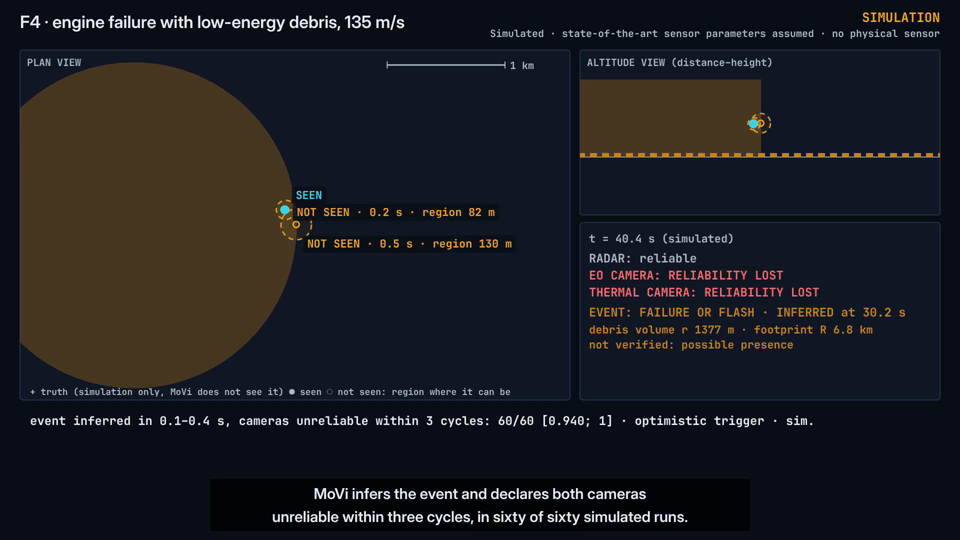 F4 · engine failure with low-energy debris, 135 m/s
SIMULATION
Simulated · state-of-the-art sensor parameters assumed · no physical sensor
PLAN VIEW
1 km
SEEN
NOT SEEN · 0.2 s · region 82 m
NOT SEEN · 0.5 s · region 130 m
+ truth (simulation only, MoVi does not see it) ● seen ○ not seen: region where it can be
ALTITUDE VIEW (distance-height)
t = 40.4 s (simulated)
RADAR: reliable
EO CAMERA: RELIABILITY LOST
THERMAL CAMERA: RELIABILITY LOST
EVENT: FAILURE OR FLASH · INFERRED at 30.2 s
debris volume r 1377 m · footprint R 6.8 km
not verified: possible presence
event inferred in 0.1–0.4 s, cameras unreliable within 3 cycles: 60/60 [0.940; 1] · optimistic trigger · sim.
MoVi infers the event and declares both cameras
unreliable within three cycles, in sixty of sixty simulated runs.